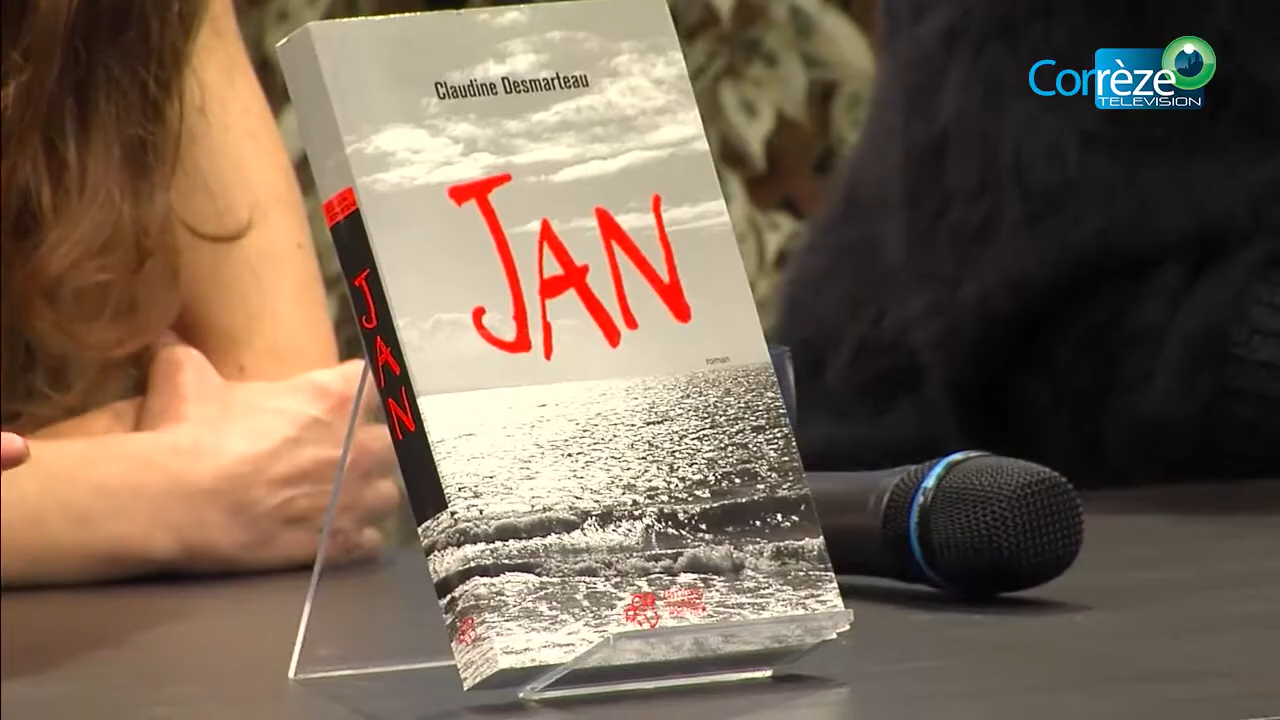 Corrèze
TELEVISION
Claudine Desmarteau
JAN
JAN
roman